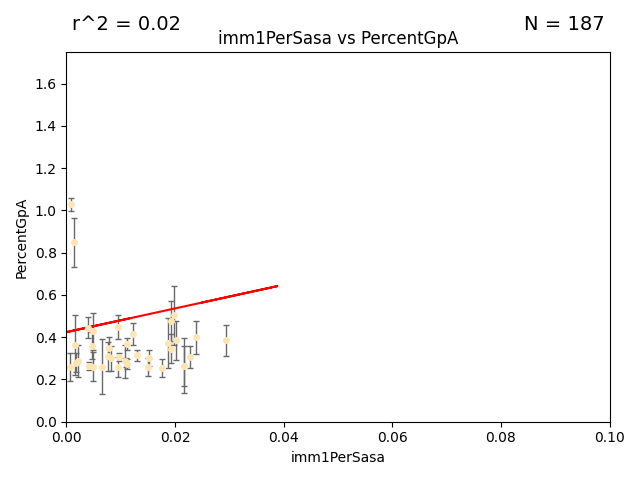 r^2 = 0.02
N = 187
imm1PerSasa vs PercentGpA
PercentGpA
1.6
1.4
1.2
1.0
0.8
0.6
0.4
0.2
0.0
0.00 0.02 0.04 0.06 0.08 0.10
imm1PerSasa